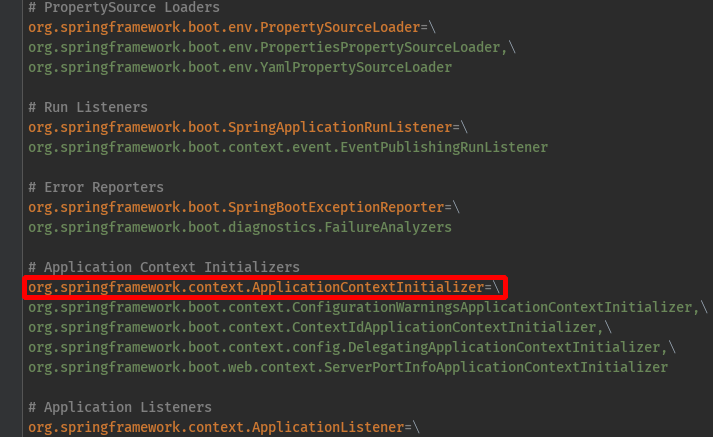 # PropertySource Loaders
org.springframework.boot.env.PropertySourceLoader=\
org.springframework.boot.env.PropertiesPropertySourceLoader,\
org.springframework.boot.env.YamlPropertySourceLoader
# Run Listeners
org.springframework.boot.SpringApplicationRunListener=\
org.springframework.boot.context.event.EventPublishingRunListener
# Error Reporters
org.springframework.boot.SpringBootExceptionReporter=\
org.springframework.boot.diagnostics.FailureAnalyzers
# Application Context Initializers
org.springframework.context.ApplicationContextInitializer=\
org.springframework.boot.context.ConfigurationWarningsApplicationContextInitializer,\
org.springframework.boot.context.ContextIdApplicationContextInitializer,\
org.springframework.boot.context.config.DelegatingApplicationContextInitializer,\
org.springframework.boot.web.context.ServerPortInfoApplicationContextInitializer
# Application Listeners
org.springframework.context.ApplicationListener=\